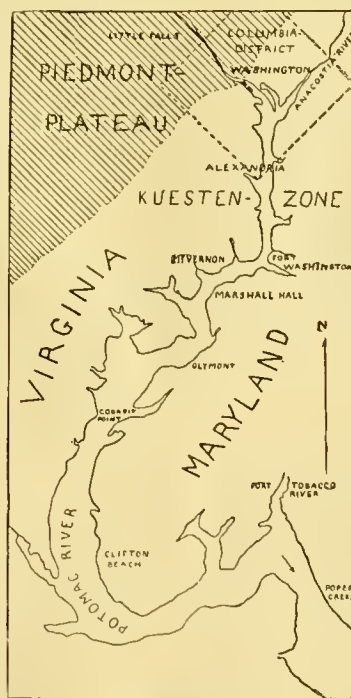 LITTLE FALLS
COLUMBIA-
DISTRICT
WASHINGTON
ANACOSTIA RIVER
PIEDMONT-
PLATEAU
ALEXANDRIA
KUESTEN-ZONE
MT.VERNON
FORT
WASHINGTON
MARSHALL HALL
VIRGINIA
GLYMONT
MARYLAND
N
COCKPIT
POINT
PORT TOBACCO
RIVER
CLIFTON
BEACH
POTOMAC RIVER
POPES
CREEK